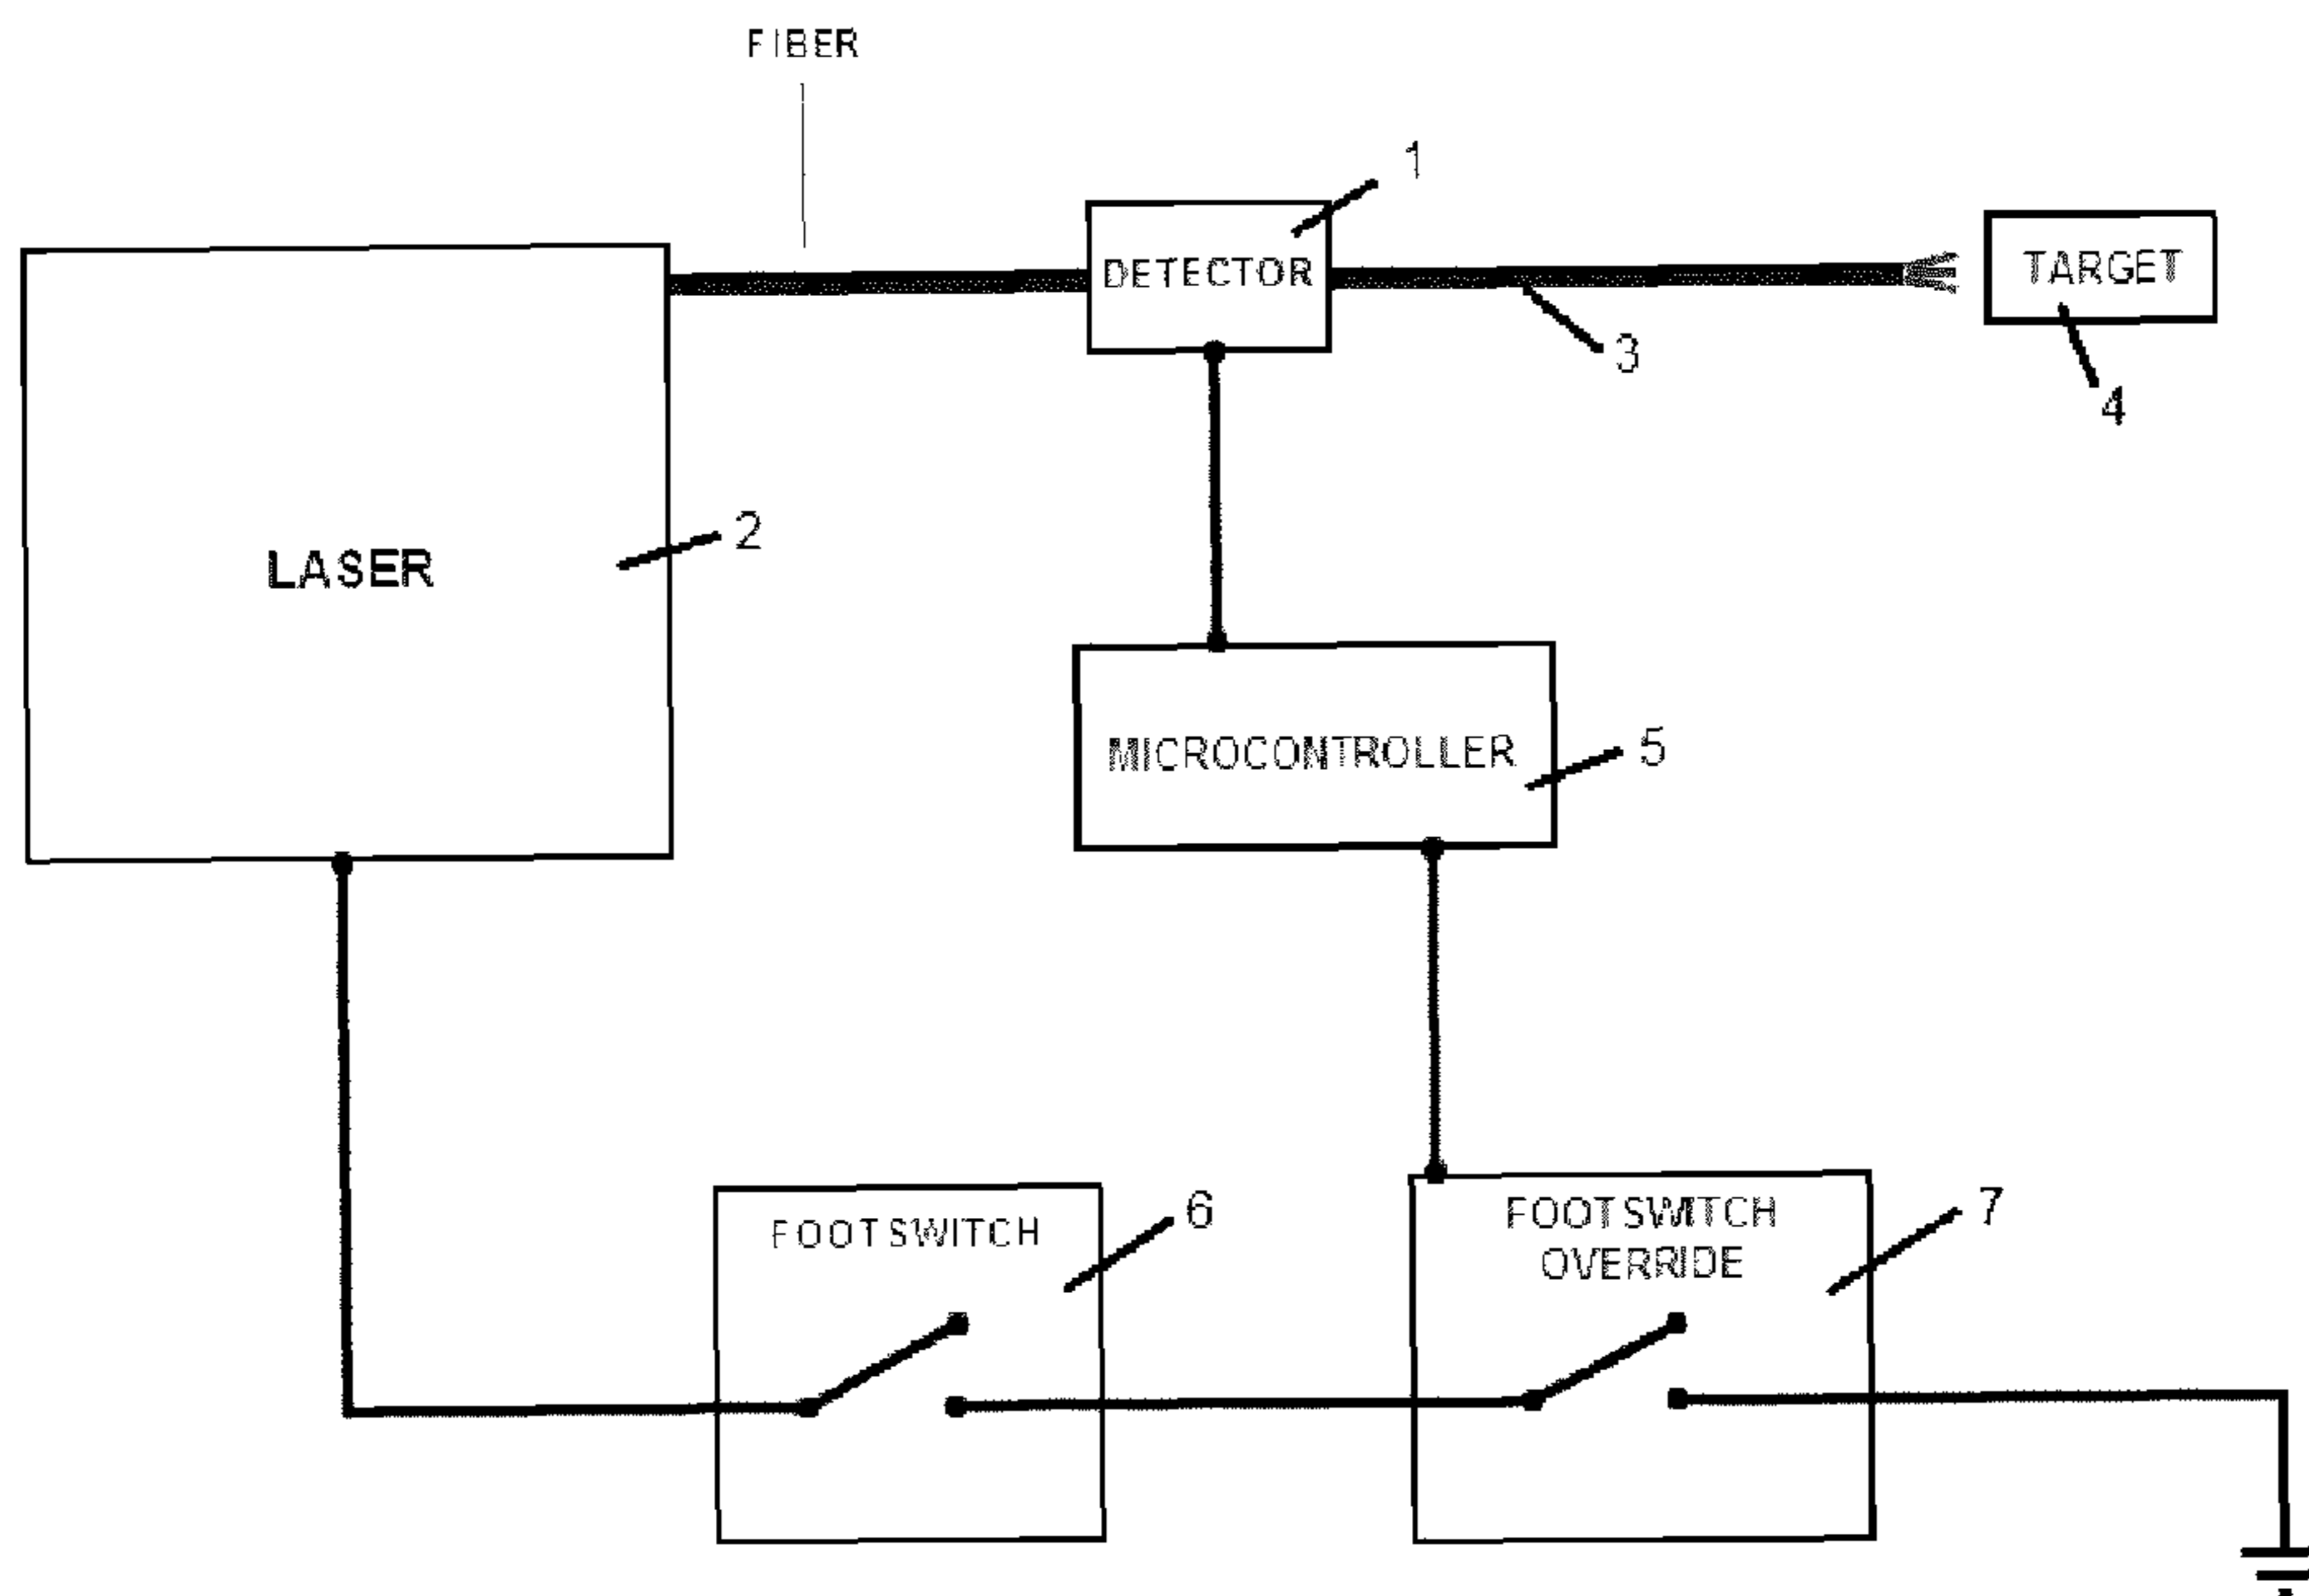 FIBER
1
DETECTOR
TARGET
3
4
2
LASER
MICROCONTROLLER
5
FOOTSWITCH
6
FOOTSWITCH
OVERRIDE
7